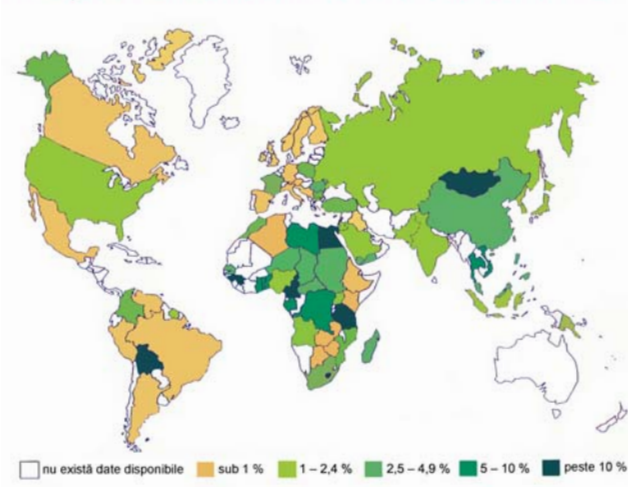 nu există date disponibile sub 1 % 1 – 2,4 % 2,5 – 4,9 % 5 – 10 % peste 10 %